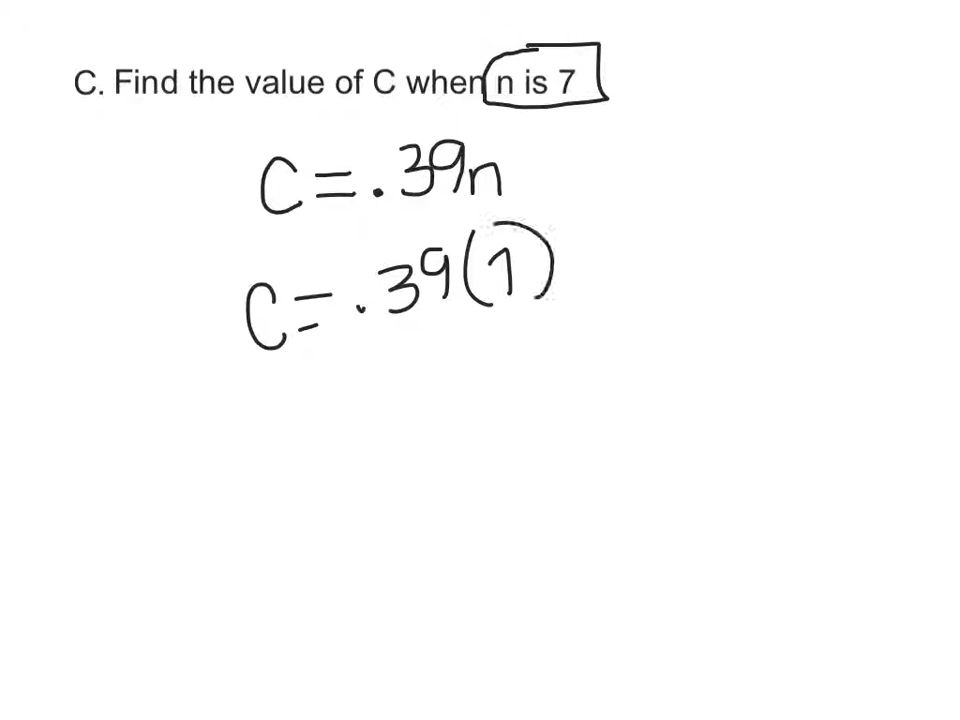 C. Find the value of C when n is 7
C = .39n
C = .39(7)